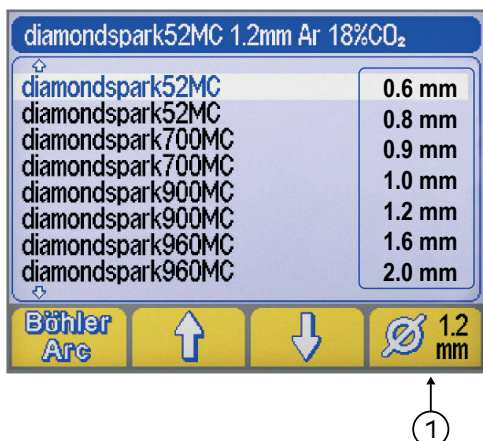 diamondspark52MC 1.2mm Ar 18%CO₂
diamondspark52MC 0.6 mm
diamondspark52MC 0.8 mm
diamondspark700MC 0.9 mm
diamondspark700MC 1.0 mm
diamondspark900MC 1.2 mm
diamondspark900MC 1.6 mm
diamondspark960MC 2.0 mm
diamondspark960MC
Böhler
Arc
1.2
mm
1